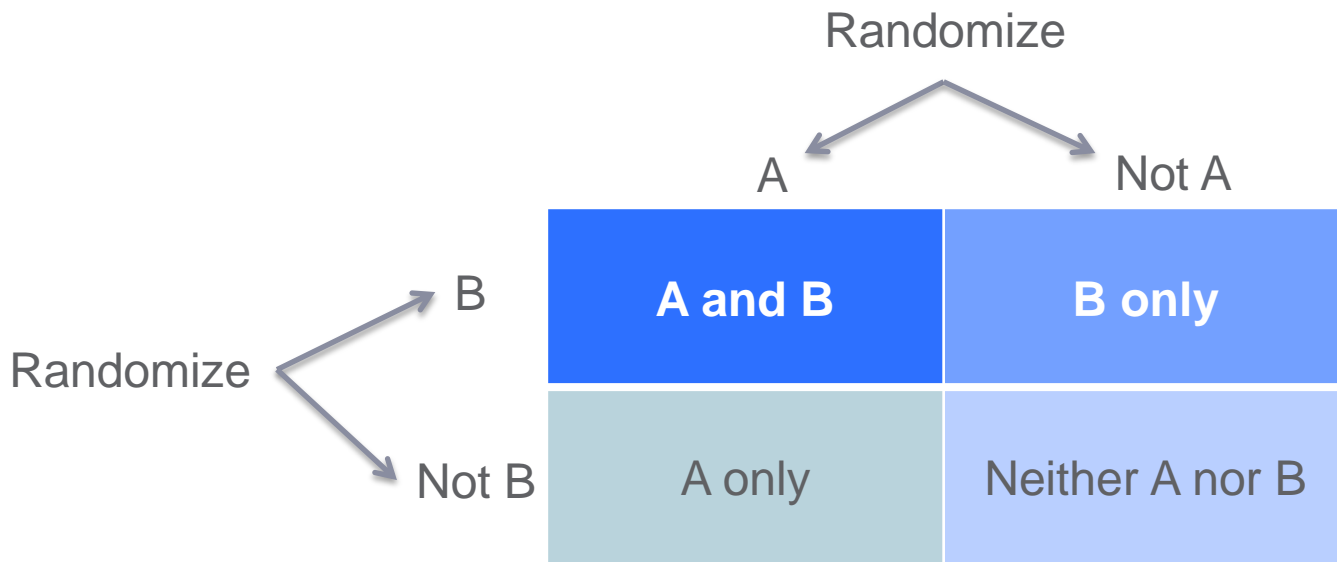 Randomize
A
Not A
B
A and B
B only
Randomize
Not B
A only
Neither A nor B